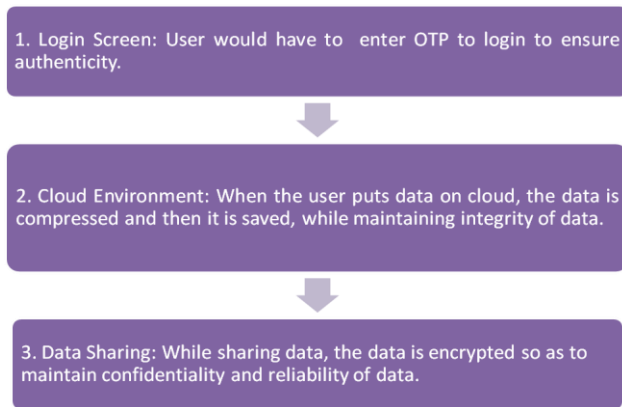 1. Login Screen: User would have to enter OTP to login to ensure
authenticity.
2. Cloud Environment: When the user puts data on cloud, the data is
compressed and then it is saved, while maintaining integrity of data.
3. Data Sharing: While sharing data, the data is encrypted so as to
maintain confidentiality and reliability of data.